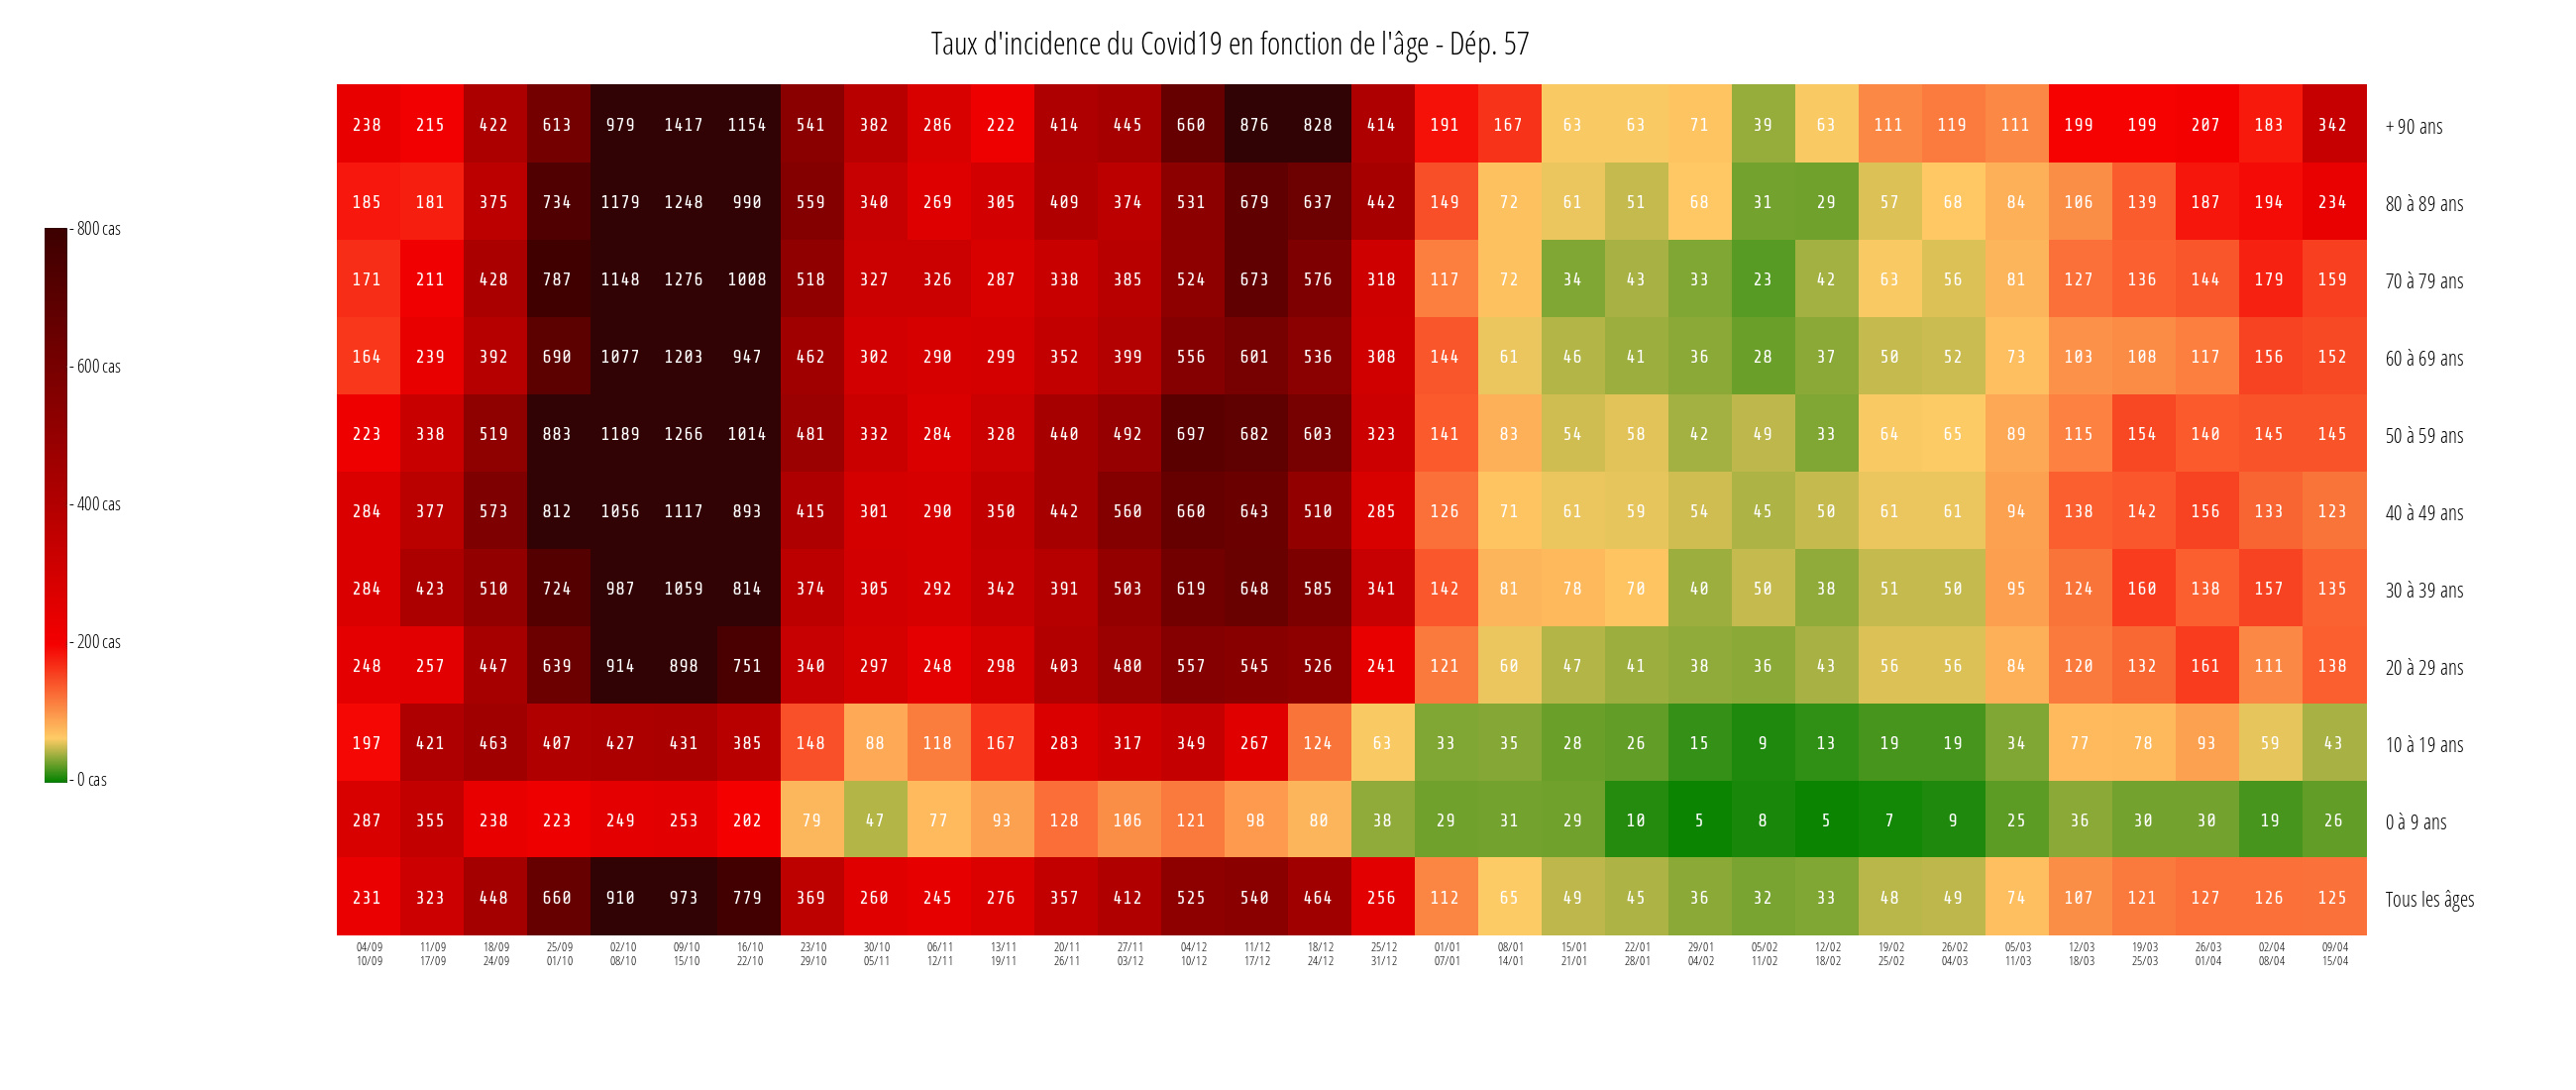 Taux d'incidence du Covid19 en fonction de l'âge - Dép. 57
- 800 cas
- 600 cas
- 400 cas
- 200 cas
- 0 cas
238 215 422 613 979 1417 1154 541 382 286 222 414 445 660 876 828 414 191 167 63 63 71 39 63 111 119 111 199 199 207 183 342 + 90 ans
185 181 375 734 1179 1248 990 559 340 269 305 409 374 531 679 637 442 149 72 61 51 68 31 29 57 68 84 106 139 187 194 234 80 à 89 ans
171 211 428 787 1148 1276 1008 518 327 326 287 338 385 524 673 576 318 117 72 34 43 33 23 42 63 56 81 127 136 144 179 159 70 à 79 ans
164 239 392 690 1077 1203 947 462 302 290 299 352 399 556 601 536 308 144 61 46 41 36 28 37 50 52 73 103 108 117 156 152 60 à 69 ans
223 338 519 883 1189 1266 1014 481 332 284 328 440 492 697 682 603 323 141 83 54 58 42 49 33 64 65 89 115 154 140 145 145 50 à 59 ans
284 377 573 812 1056 1117 893 415 301 290 350 442 560 660 643 510 285 126 71 61 59 54 45 50 61 61 94 138 142 156 133 123 40 à 49 ans
284 423 510 724 987 1059 814 374 305 292 342 391 503 619 648 585 341 142 81 78 70 40 50 38 51 50 95 124 160 138 157 135 30 à 39 ans
248 257 447 639 914 898 751 340 297 248 298 403 480 557 545 526 241 121 60 47 41 38 36 43 56 56 84 120 132 161 111 138 20 à 29 ans
197 421 463 407 427 431 385 148 88 118 167 283 317 349 267 124 63 33 35 28 26 15 9 13 19 19 34 77 78 93 59 43 10 à 19 ans
287 355 238 223 249 253 202 79 47 77 93 128 106 121 98 80 38 29 31 29 10 5 8 5 7 9 25 36 30 30 19 26 0 à 9 ans
231 323 448 660 910 973 779 369 260 245 276 357 412 525 540 464 256 112 65 49 45 36 32 33 48 49 74 107 121 127 126 125 Tous les âges
04/09 11/09 18/09 25/09 02/10 09/10 16/10 23/10 30/10 06/11 13/11 20/11 27/11 04/12 11/12 18/12 25/12 01/01 08/01 15/01 22/01 29/01 05/02 12/02 19/02 26/02 05/03 12/03 19/03 26/03 02/04 09/04
10/09 17/09 24/09 01/10 08/10 15/10 22/10 29/10 05/11 12/11 19/11 26/11 03/12 10/12 17/12 24/12 31/12 07/01 14/01 21/01 28/01 04/02 11/02 18/02 25/02 04/03 11/03 18/03 25/03 01/04 08/04 15/04